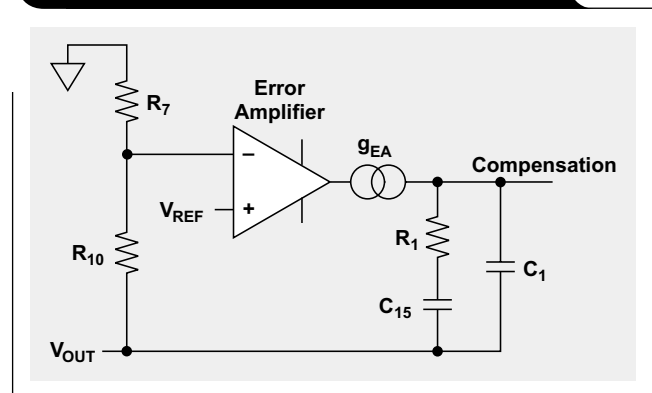 R7
Error
Amplifier
gEA
–
Compensation
VREF
+
R10
R1
C1
C15
VOUT